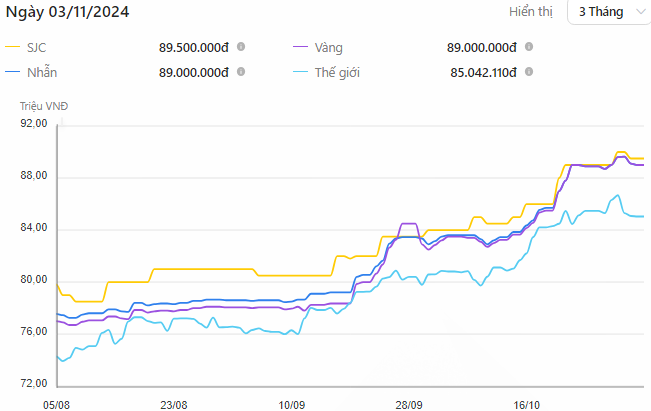 Ngày 03/11/2024 Hiển thị 3 Tháng
SJC 89.500.000đ Vàng 89.000.000đ
Nhẫn 89.000.000đ Thế giới 85.042.110đ
Triệu VNĐ
92,00
88,00
84,00
80,00
76,00
72,00
05/08 23/08 10/09 28/09 16/10